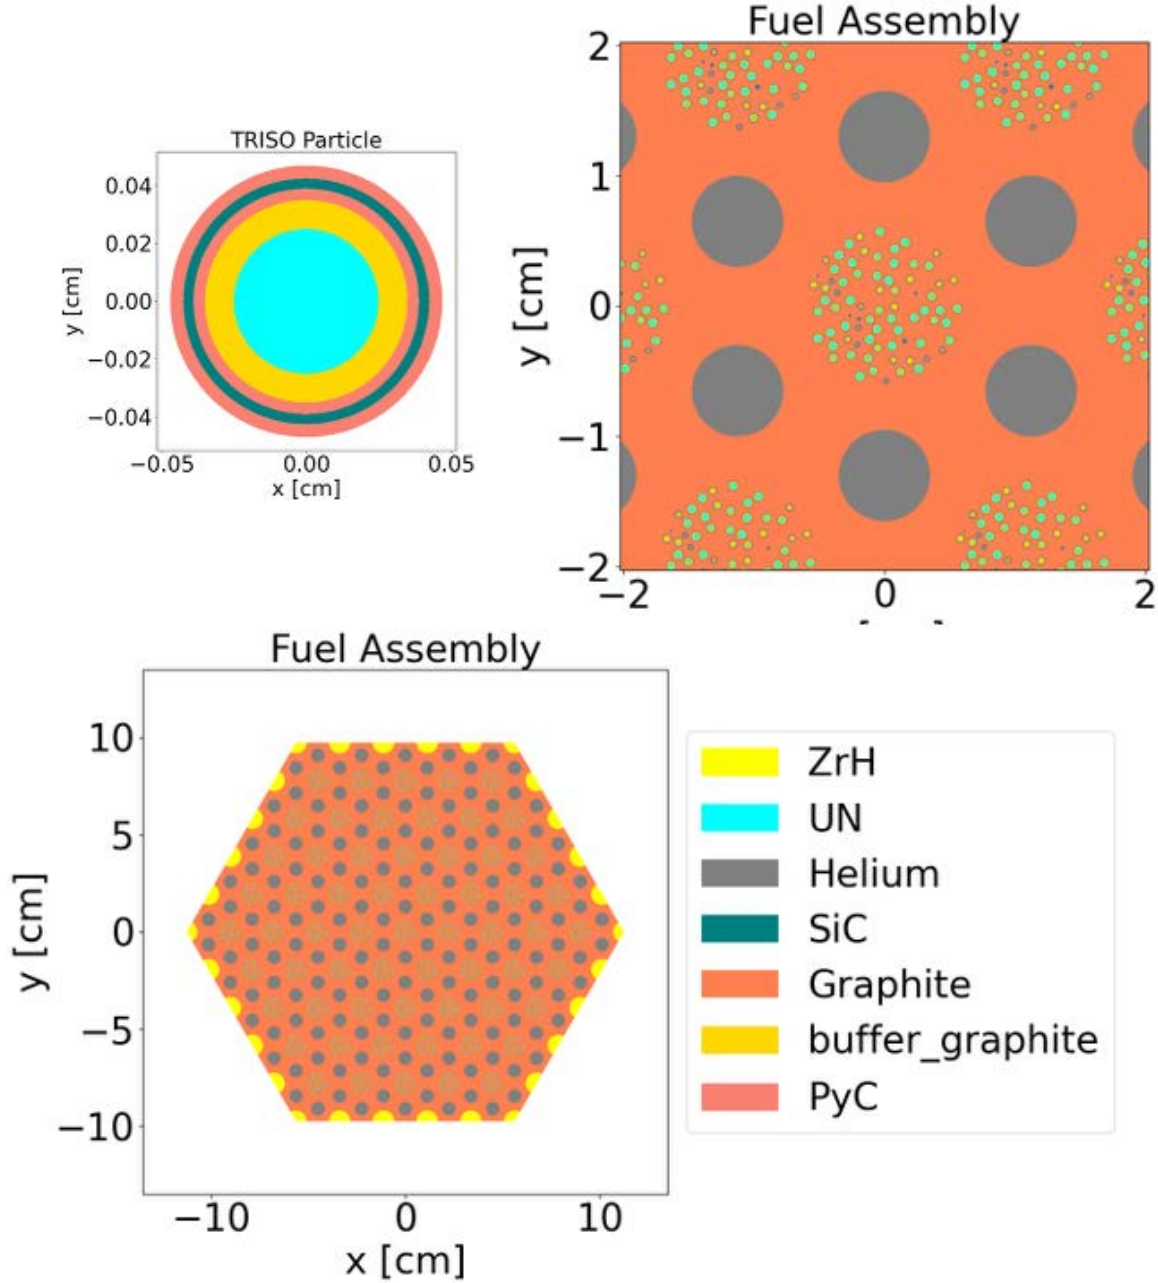 TRISO Particle
0.04
0.02
0.00
−0.02
−0.04
y [cm]
−0.05 0.00 0.05
x [cm]
Fuel Assembly
2
1
0
−1
−2
y [cm]
−2 0 2
Fuel Assembly
10
5
0
−5
−10
y [cm]
−10 0 10
x [cm]
ZrH
UN
Helium
SiC
Graphite
buffer_graphite
PyC